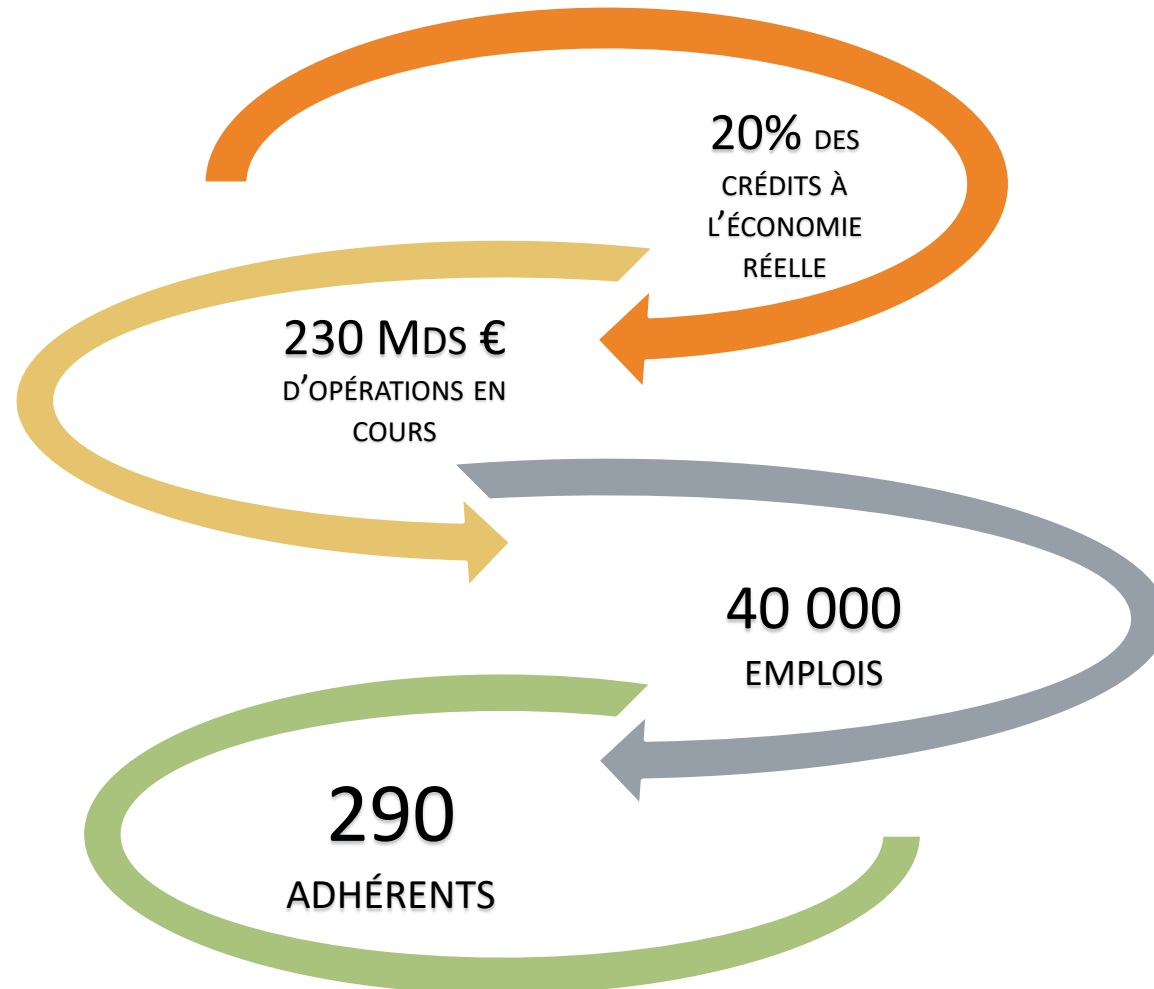 20% DES
CRÉDITS À
L'ÉCONOMIE
RÉELLE
230 MDS €
D'OPÉRATIONS EN
COURS
40 000
EMPLOIS
290
ADHÉRENTS